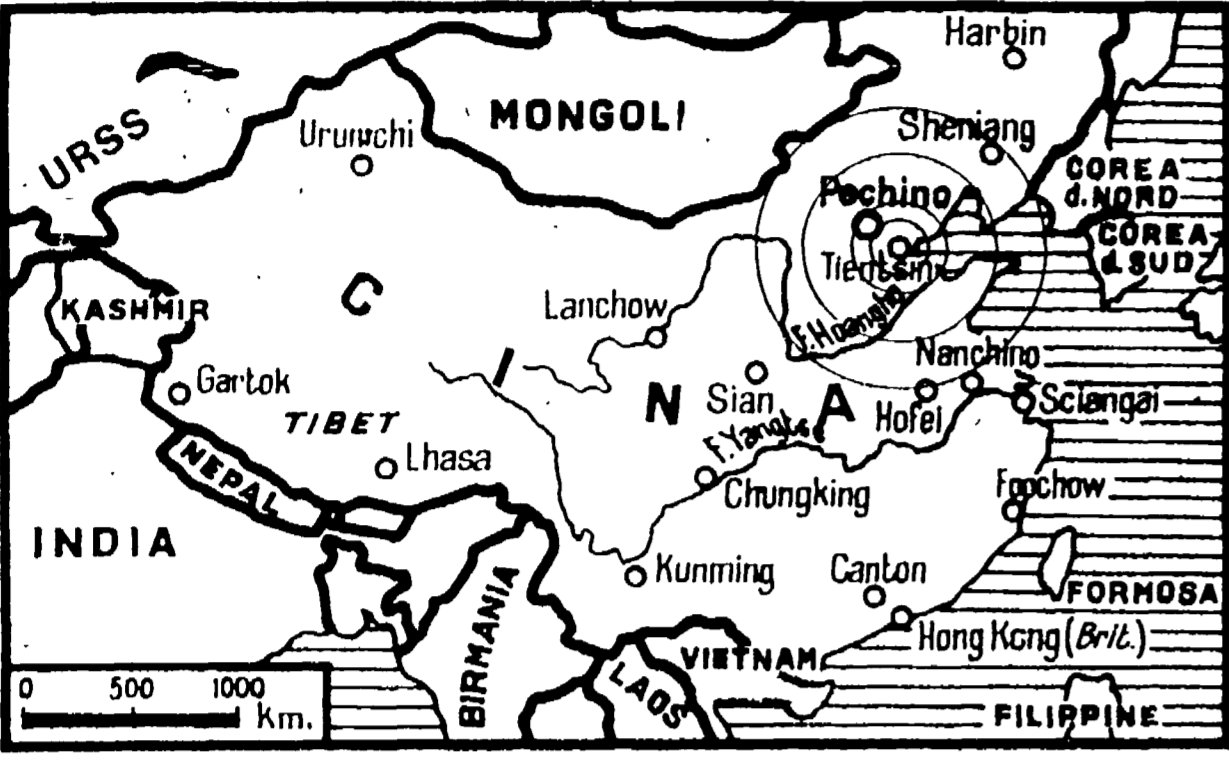 Harbin
MONGOLI
URSS
Urumchi
Sheniang
COREA
d. NORD
Pechino
COREA
d. SUD
Tientsin
C
KASHMIR
Lanchow
F. Hoangho
Nanchino
I
Gartok
N
Sian
A
Hofei
Sciangai
TIBET
F. Yangtse
NEPAL
Lhasa
Chungking
Foochow
INDIA
Kunming
Canton
FORMOSA
BIRMANIA
Hong Kong (Brit.)
VIETNAM
LAOS
0 500 1000
Km.
FILIPPINE